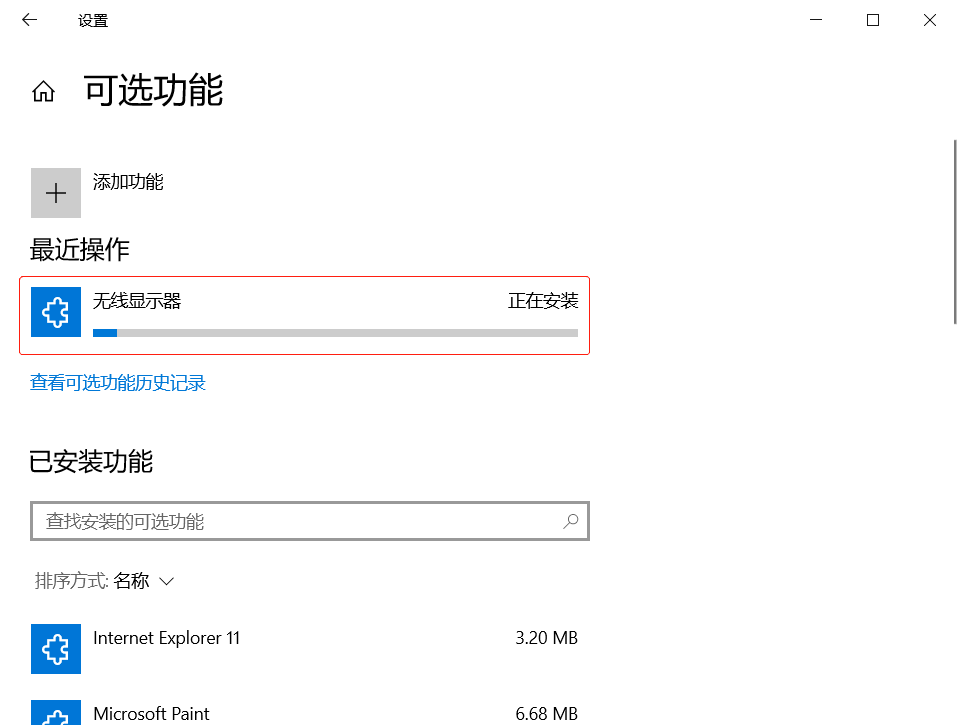 设置
可选功能
添加功能
最近操作
无线显示器 正在安装
查看可选功能历史记录
已安装功能
查找安装的可选功能
排序方式: 名称
Internet Explorer 11 3.20 MB
Microsoft Paint 6.68 MB